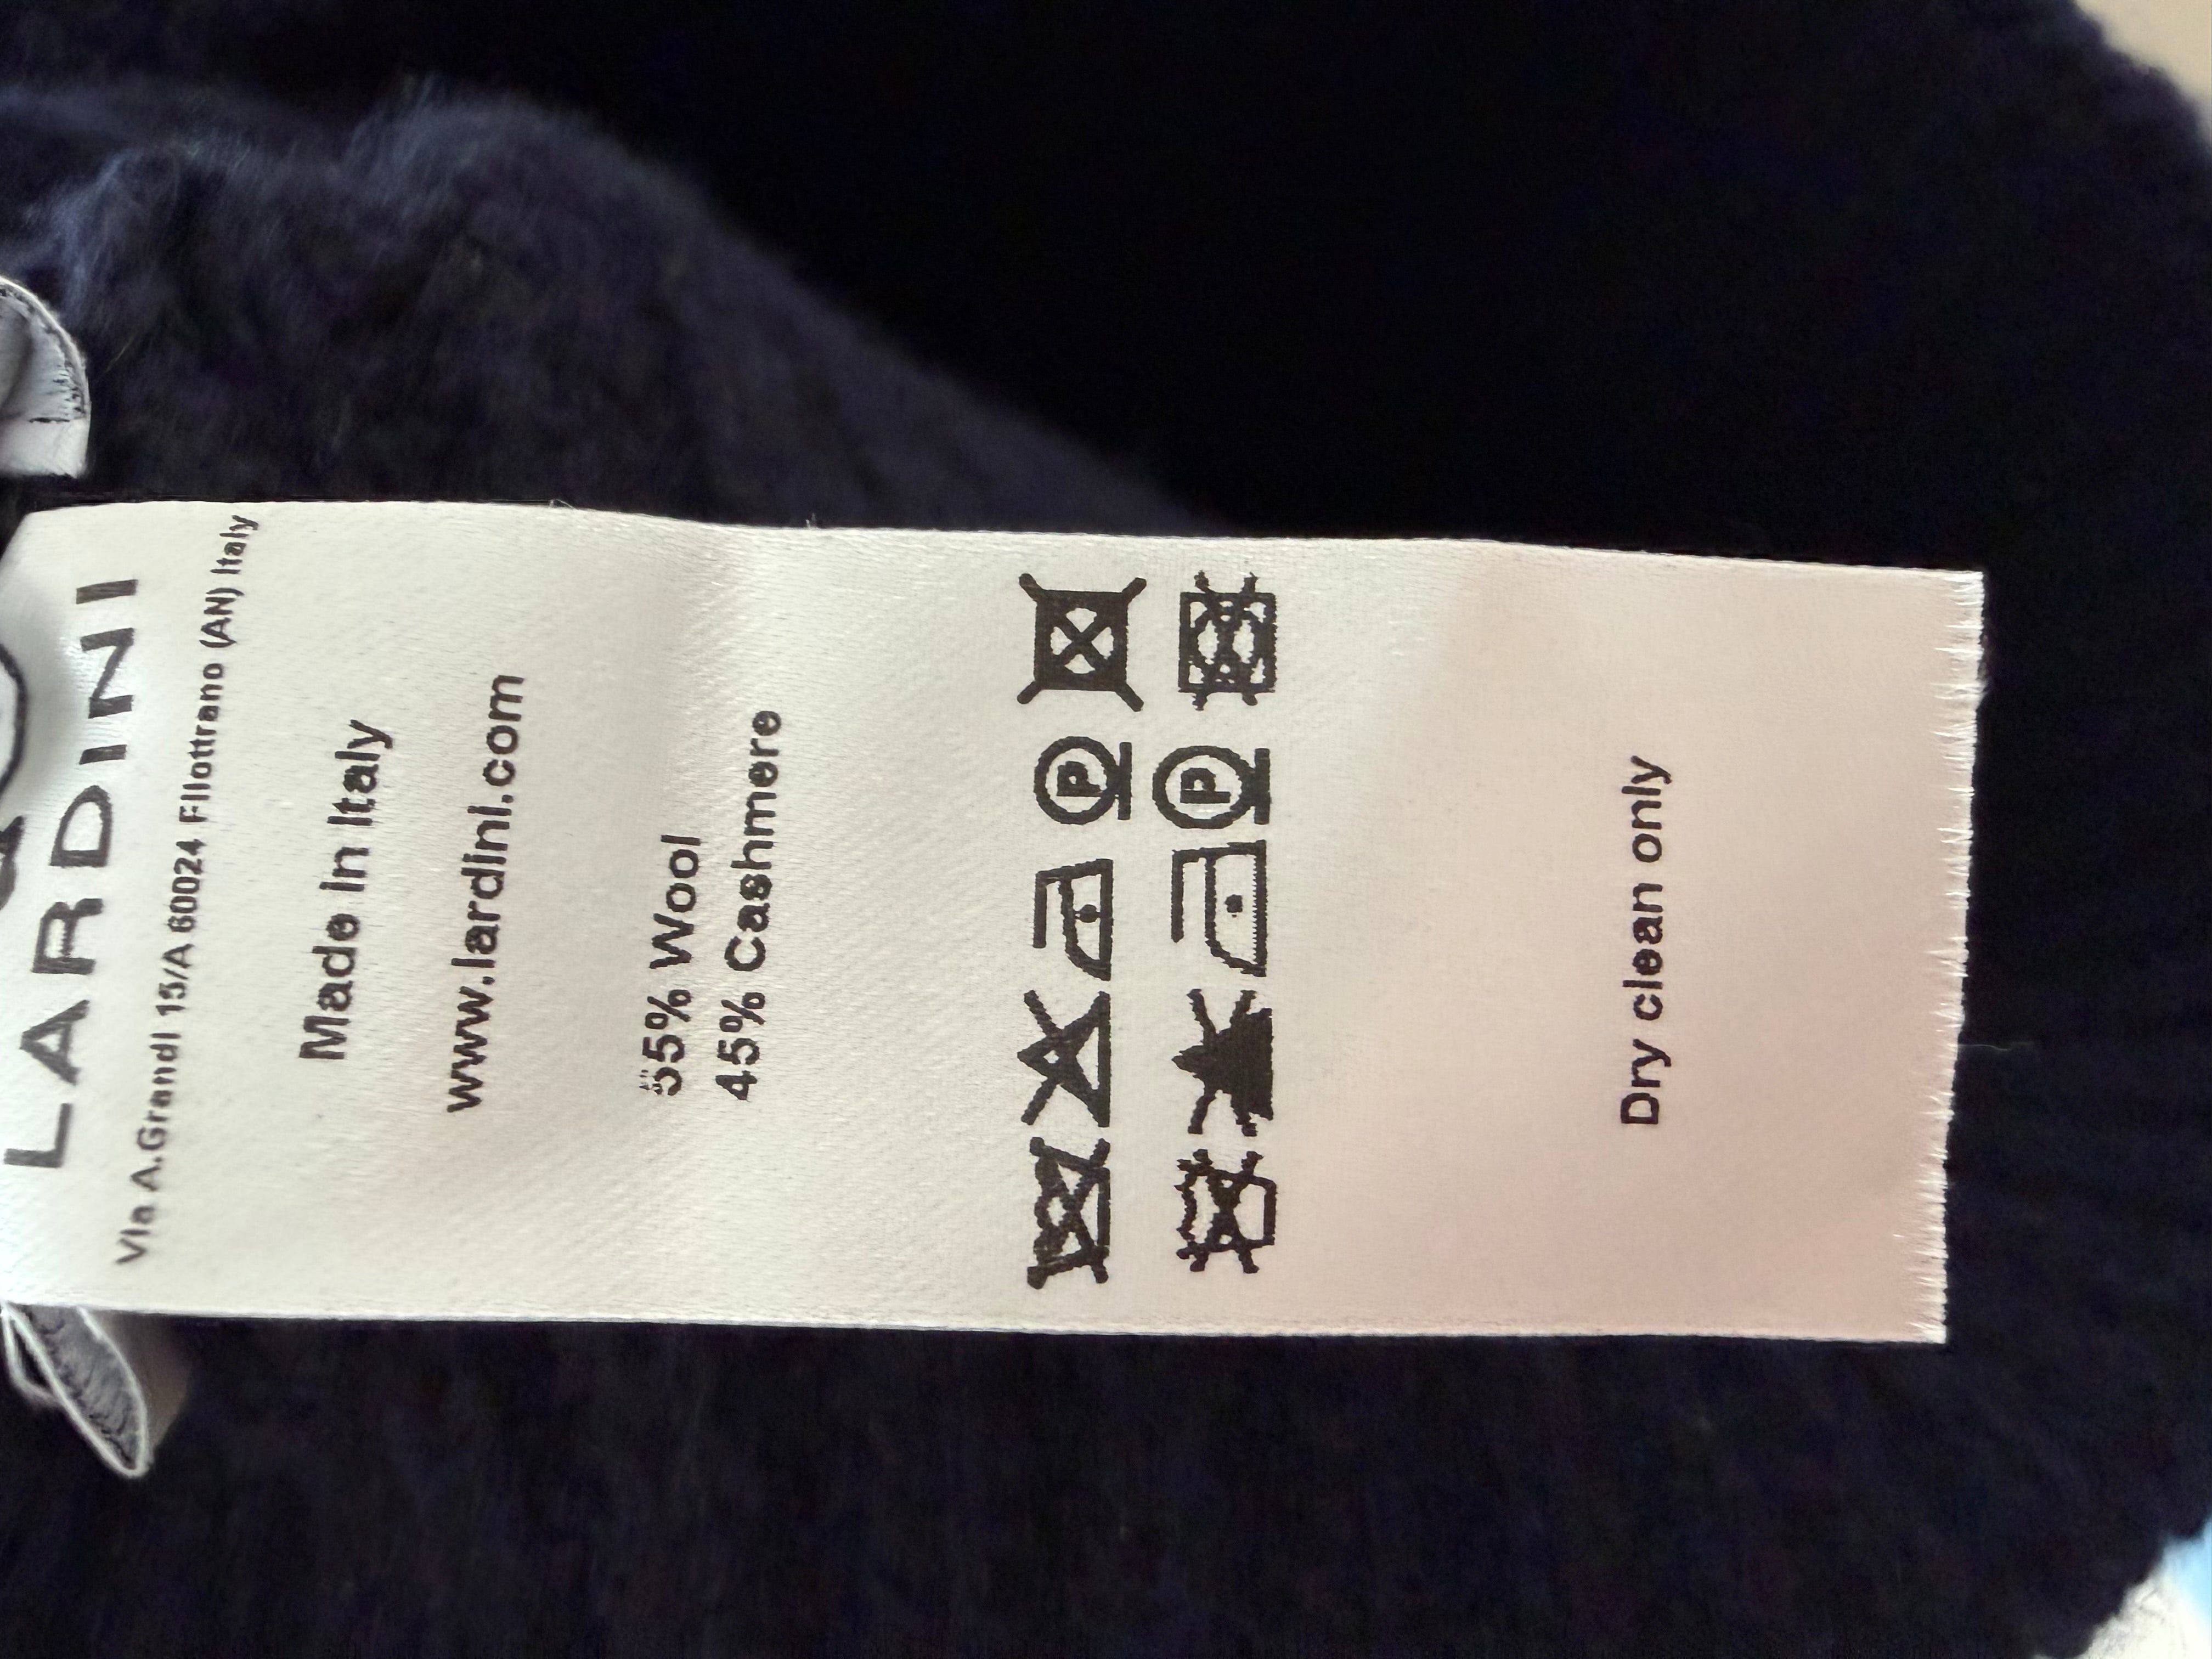 LARDINI
Via A.Grandi 15/A 60024 Filottrano (AN) Italy
Made in Italy
www.lardini.com
55% Wool
45% Cashmere
P
P
Dry clean only